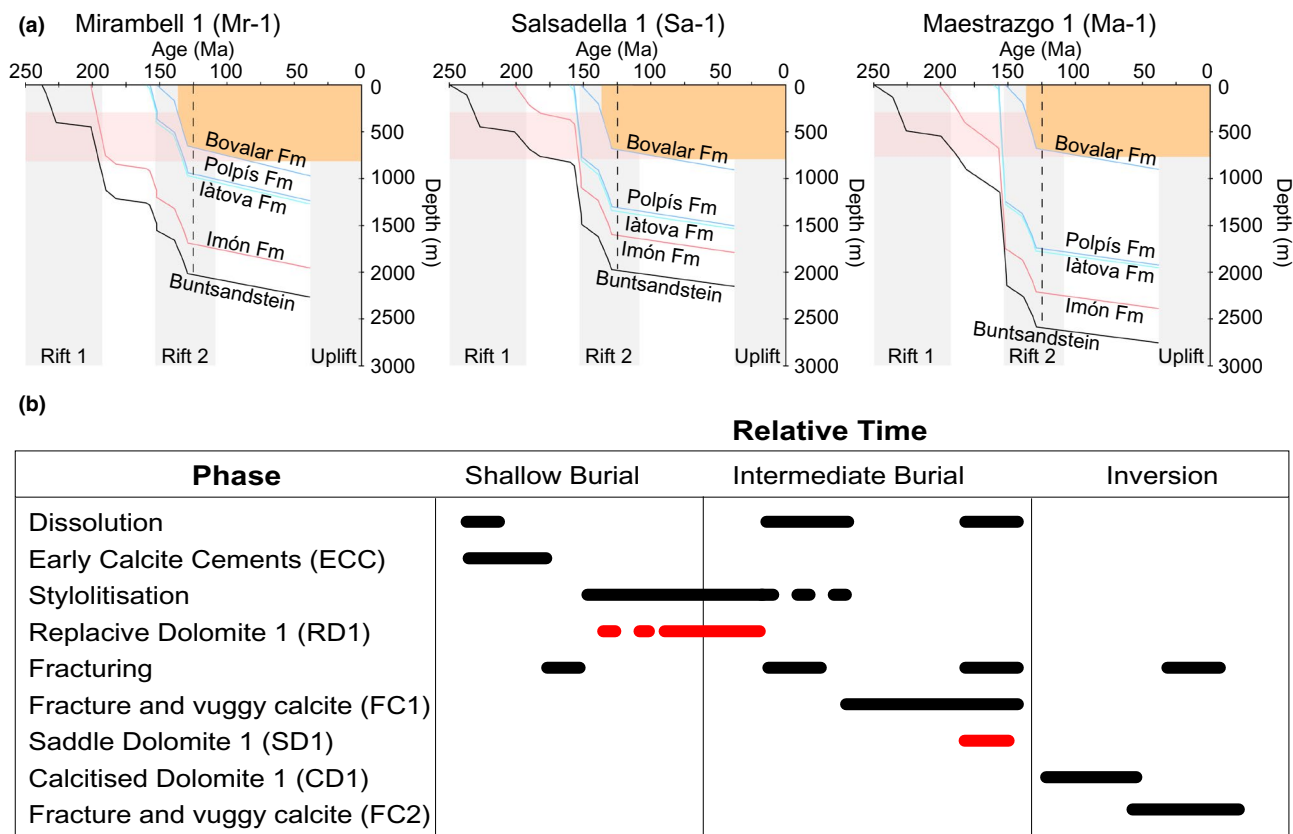 (a)
Mirambell 1 (Mr-1)
Age (Ma)
250 200 150 100 50 0
0
500
1000
1500
2000
2500
3000
Depth (m)
Bovalar Fm
Polpís Fm
Iàtova Fm
Imón Fm
Buntsandstein
Rift 1
Rift 2
Uplift
Salsadella 1 (Sa-1)
Age (Ma)
250 200 150 100 50 0
0
500
1000
1500
2000
2500
3000
Depth (m)
Bovalar Fm
Polpís Fm
Iàtova Fm
Imón Fm
Buntsandstein
Rift 1
Rift 2
Uplift
Maestrazgo 1 (Ma-1)
Age (Ma)
250 200 150 100 50 0
0
500
1000
1500
2000
2500
3000
Depth (m)
Bovalar Fm
Polpís Fm
Iàtova Fm
Imón Fm
Buntsandstein
Rift 1
Rift 2
Uplift
(b)
Relative Time
Phase Shallow Burial Intermediate Burial Inversion
Dissolution
Early Calcite Cements (ECC)
Stylolitisation
Replacive Dolomite 1 (RD1)
Fracturing
Fracture and vuggy calcite (FC1)
Saddle Dolomite 1 (SD1)
Calcitised Dolomite 1 (CD1)
Fracture and vuggy calcite (FC2)